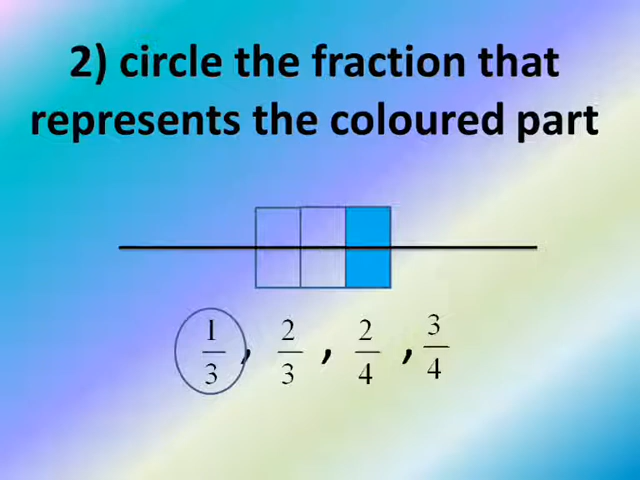 2) circle the fraction that
represents the coloured part
1/3 , 2/3 , 2/4 , 3/4